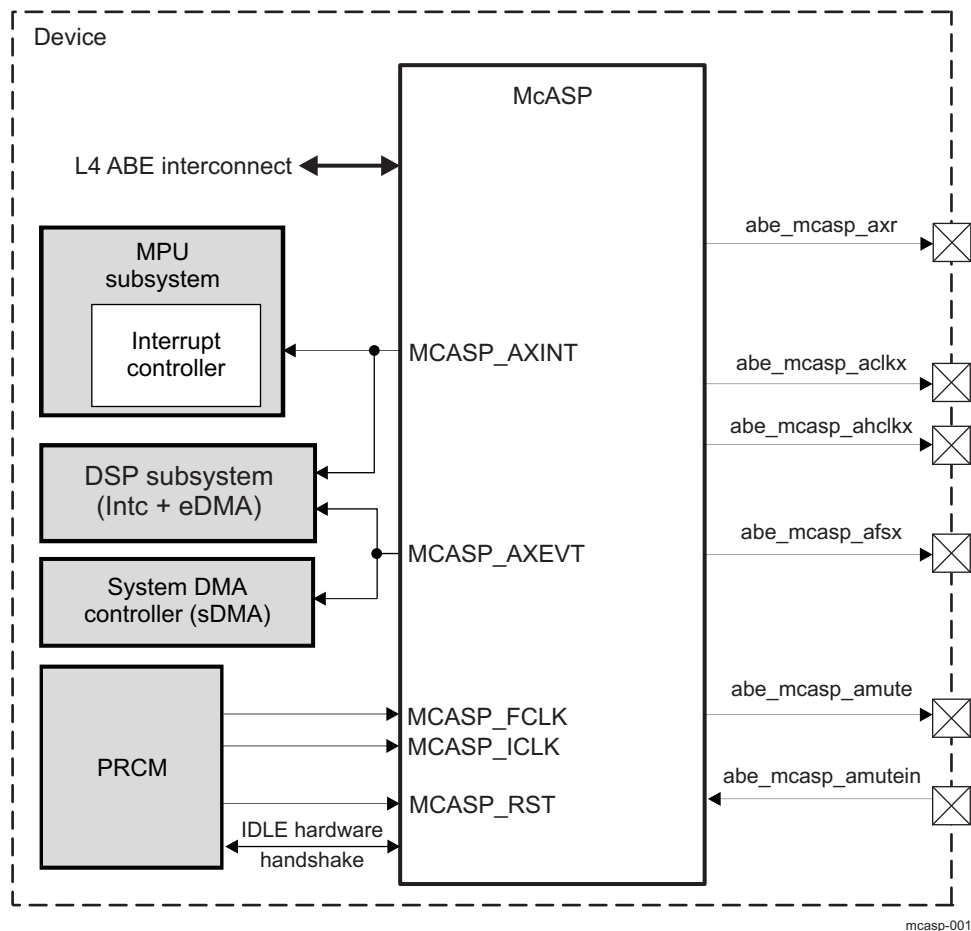 Device
McASP
L4 ABE interconnect
MPU
subsystem
Interrupt
controller
MCASP_AXINT
DSP subsystem
(Intc + eDMA)
MCASP_AXEVT
System DMA
controller (sDMA)
PRCM
MCASP_FCLK
MCASP_ICLK
MCASP_RST
IDLE hardware
handshake
abe_mcasp_axr
abe_mcasp_aclkx
abe_mcasp_ahclkx
abe_mcasp_afsx
abe_mcasp_amute
abe_mcasp_amutein
mcasp-001